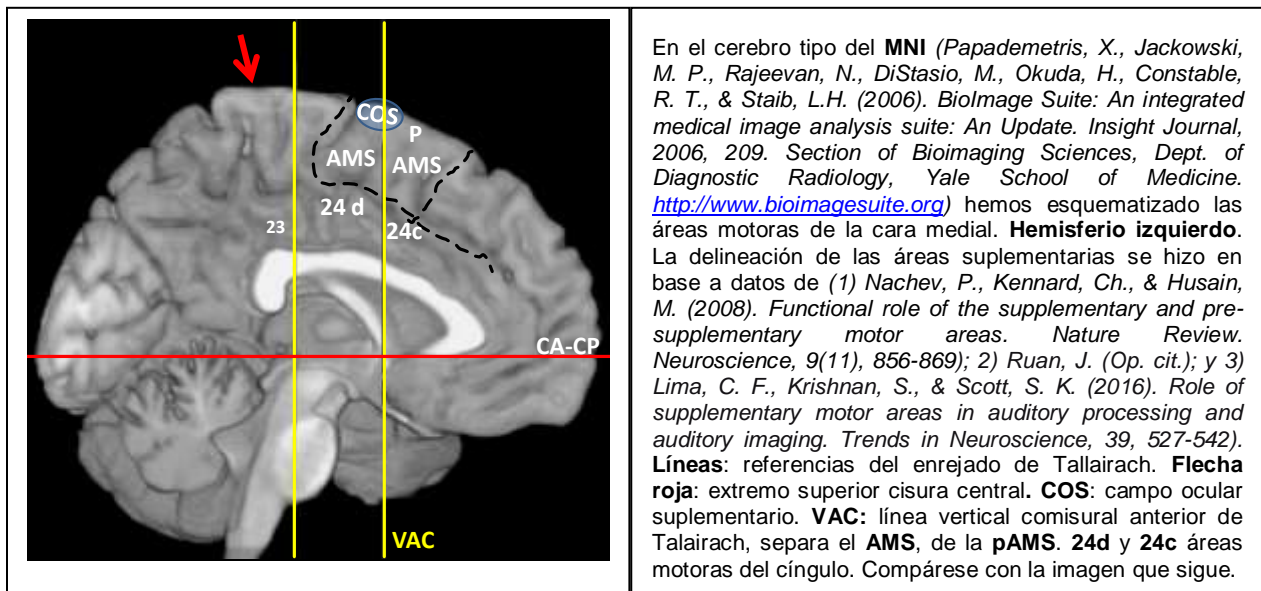 COS
P
AMS
AMS
24 d
23
24c
CA-CP
VAC
En el cerebro tipo del MNI (Papademetris, X., Jackowski,
M. P., Rajeevan, N., DiStasio, M., Okuda, H., Constable,
R. T., & Staib, L.H. (2006). BioImage Suite: An integrated
medical image analysis suite: An Update. Insight Journal,
2006, 209. Section of Bioimaging Sciences, Dept. of
Diagnostic Radiology, Yale School of Medicine.
http://www.bioimagesuite.org) hemos esquematizado las
áreas motoras de la cara medial. Hemisferio izquierdo.
La delineación de las áreas suplementarias se hizo en
base a datos de (1) Nachev, P., Kennard, Ch., & Husain,
M. (2008). Functional role of the supplementary and pre-
supplementary motor areas. Nature Review.
Neuroscience, 9(11), 856-869); 2) Ruan, J. (Op. cit.); y 3)
Lima, C. F., Krishnan, S., & Scott, S. K. (2016). Role of
supplementary motor areas in auditory processing and
auditory imaging. Trends in Neuroscience, 39, 527-542).
Líneas: referencias del enrejado de Tallairach. Flecha
roja: extremo superior cisura central. COS: campo ocular
suplementario. VAC: línea vertical comisural anterior de
Talairach, separa el AMS, de la pAMS. 24d y 24c áreas
motoras del cíngulo. Compárese con la imagen que sigue.